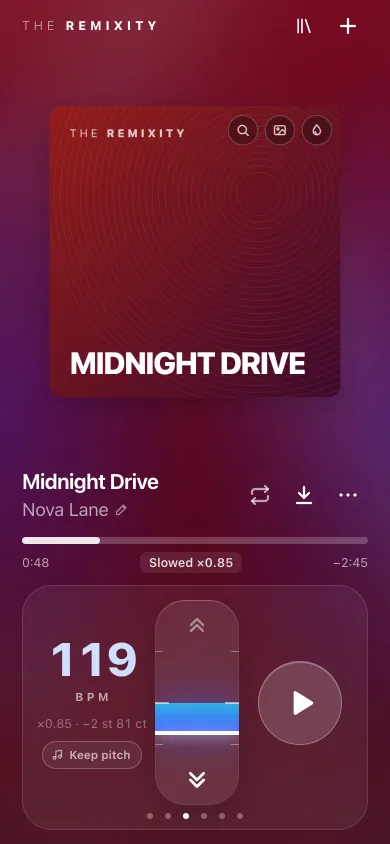 THE REMIXITY
THE REMIXITY
MIDNIGHT DRIVE
Midnight Drive
Nova Lane
0:48
Slowed ×0.85
−2:45
119
BPM
×0.85 · −2 st 81 ct
Keep pitch